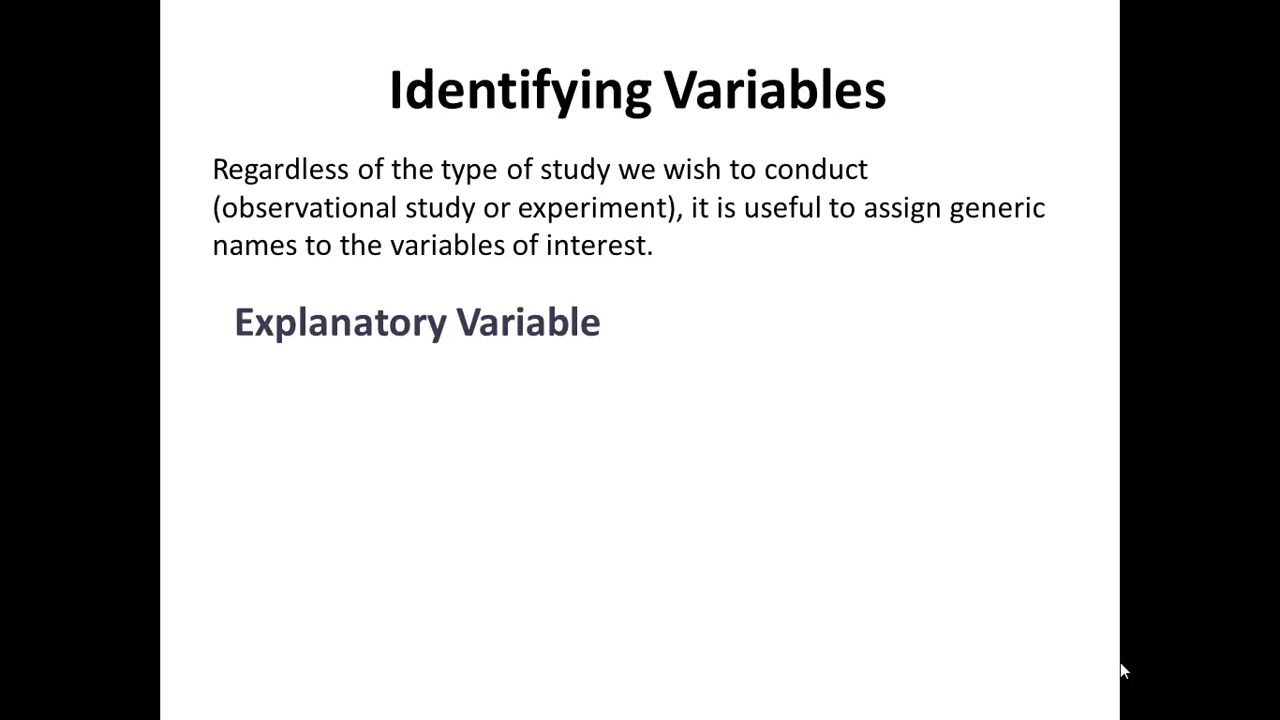 Identifying Variables
Regardless of the type of study we wish to conduct
(observational study or experiment), it is useful to assign generic
names to the variables of interest.
Explanatory Variable